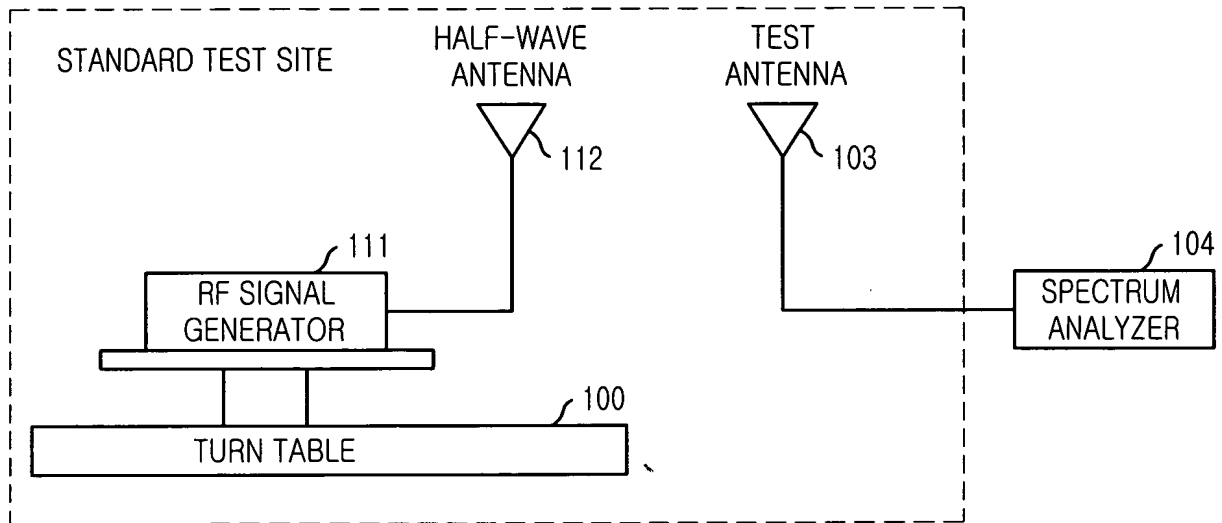 STANDARD TEST SITE
HALF-WAVE
ANTENNA
112
TEST
ANTENNA
103
111
RF SIGNAL
GENERATOR
104
SPECTRUM
ANALYZER
100
TURN TABLE